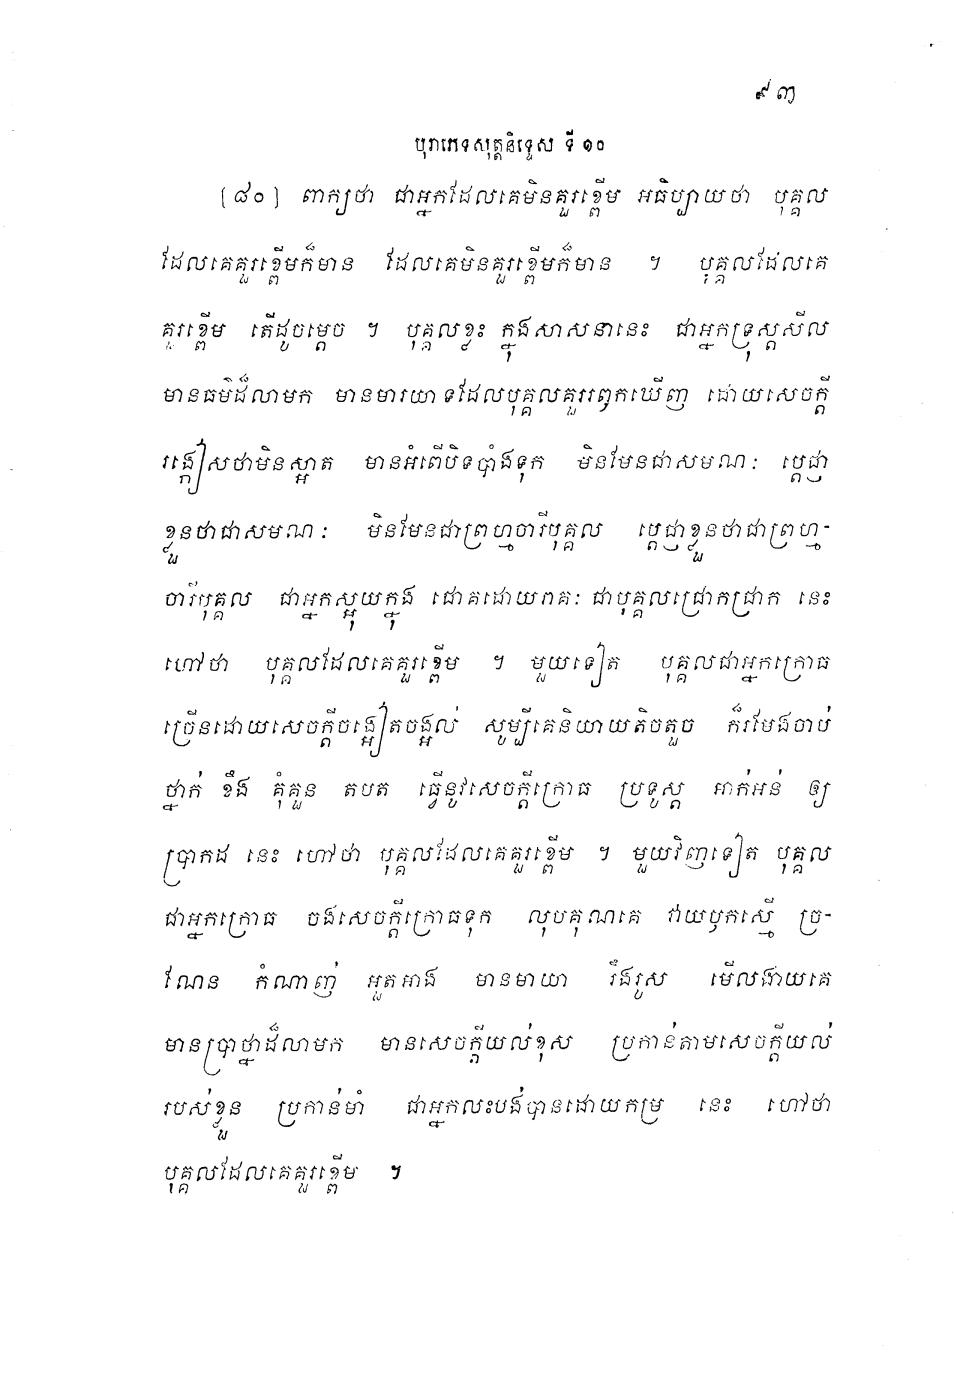 ៩៣
បុរាភេទសុត្តនិទ្ទេស ទី ១០
[៨០] ពាក្យថា ជាអ្នកដែលគេមិនគួរខ្ពើម អធិប្បាយថា បុគ្គល
ដែលគេគួរខ្ពើមក៏មាន ដែលគេមិនគួរខ្ពើមក៏មាន ។ បុគ្គលដែលគេ
គួរខ្ពើម តើដូចម្តេច ។ បុគ្គលខ្លះ ក្នុងសាសនានេះ ជាអ្នកទ្រុស្តសីល
មានធម៌ដ៏លាមក មានមារយាទដែលបុគ្គលគួររឭកឃើញ ដោយសេចក្តី
រង្កៀសថាមិនស្អាត មានអំពើបិទបាំងទុក មិនមែនជាសមណៈ ប្តេជ្ញា
ខ្លួនថាជាសមណៈ មិនមែនជាព្រហ្មចារីបុគ្គល ប្តេជ្ញាខ្លួនថាជាព្រហ្ម-
ចារីបុគ្គល ជាអ្នកស្អុយក្នុង ជោគដោយរាគៈ ជាបុគ្គលជ្រោកជ្រាក នេះ
ហៅថា បុគ្គលដែលគេគួរខ្ពើម ។ មួយទៀត បុគ្គលជាអ្នកក្រោធ
ច្រើនដោយសេចក្តីចង្អៀតចង្អល់ សូម្បីគេនិយាយតិចតួច ក៏រមែងចាប់
ថ្នាក់ ខឹង គុំគួន តបត ធ្វើនូវសេចក្តីក្រោធ ប្រទូស្ត អាក់អន់ ឲ្យ
ប្រាកដ នេះ ហៅថា បុគ្គលដែលគេគួរខ្ពើម ។ មួយវិញទៀត បុគ្គល
ជាអ្នកក្រោធ ចងសេចក្តីក្រោធទុក លុបគុណគេ វាយឫកស្មើ ច្រ-
ណែន កំណាញ់ អួតអាង មានមាយា រឹងរូស មើលងាយគេ
មានប្រាថ្នាដ៏លាមក មានសេចក្តីយល់ខុស ប្រកាន់តាមសេចក្តីយល់
របស់ខ្លួន ប្រកាន់មាំ ជាអ្នកលះបង់បានដោយកម្រ នេះ ហៅថា
បុគ្គលដែលគេគួរខ្ពើម ។